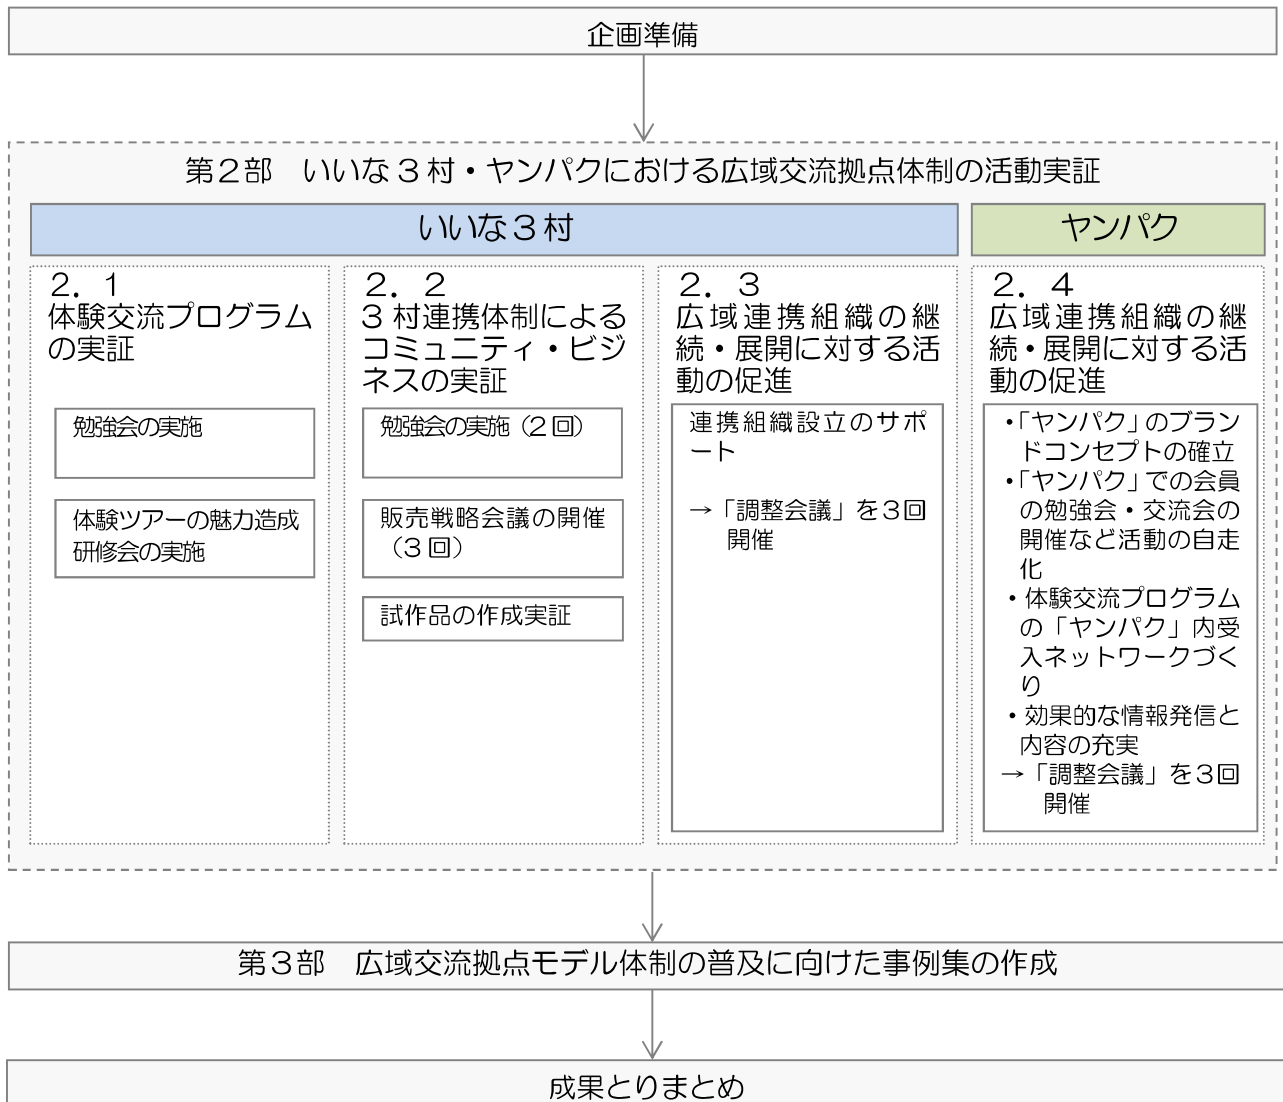 企画準備
第２部　いいな３村・ヤンパクにおける広域交流拠点体制の活動実証
いいな３村
ヤンパク
２．１
体験交流プログラム
の実証
勉強会の実施
体験ツアーの魅力造成
研修会の実施
２．２
３村連携体制による
コミュニティ・ビジ
ネスの実証
勉強会の実施（２回）
販売戦略会議の開催
（３回）
試作品の作成実証
２．３
広域連携組織の継
続・展開に対する活
動の促進
連携組織設立のサポ
ート
→「調整会議」を３回
開催
２．４
広域連携組織の継
続・展開に対する活
動の促進
・「ヤンパク」のブラン
ドコンセプトの確立
・「ヤンパク」での会員
の勉強会・交流会の
開催など活動の自走
化
・体験交流プログラム
の「ヤンパク」内受
入ネットワークづく
り
・効果的な情報発信と
内容の充実
→「調整会議」を３回
開催
第３部　広域交流拠点モデル体制の普及に向けた事例集の作成
成果とりまとめ